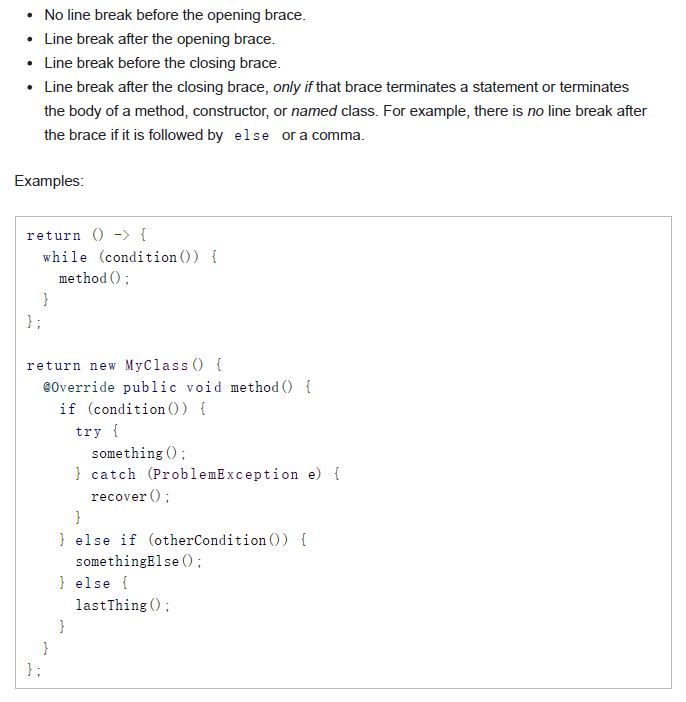 • No line break before the opening brace.
• Line break after the opening brace.
• Line break before the closing brace.
• Line break after the closing brace, only if that brace terminates a statement or terminates
the body of a method, constructor, or named class. For example, there is no line break after
the brace if it is followed by else or a comma.
Examples:
return () -> {
  while (condition()) {
    method();
  }
};

return new MyClass() {
  @Override public void method() {
    if (condition()) {
      try {
        something();
      } catch (ProblemException e) {
        recover();
      }
    } else if (otherCondition()) {
      somethingElse();
    } else {
      lastThing();
    }
  }
};